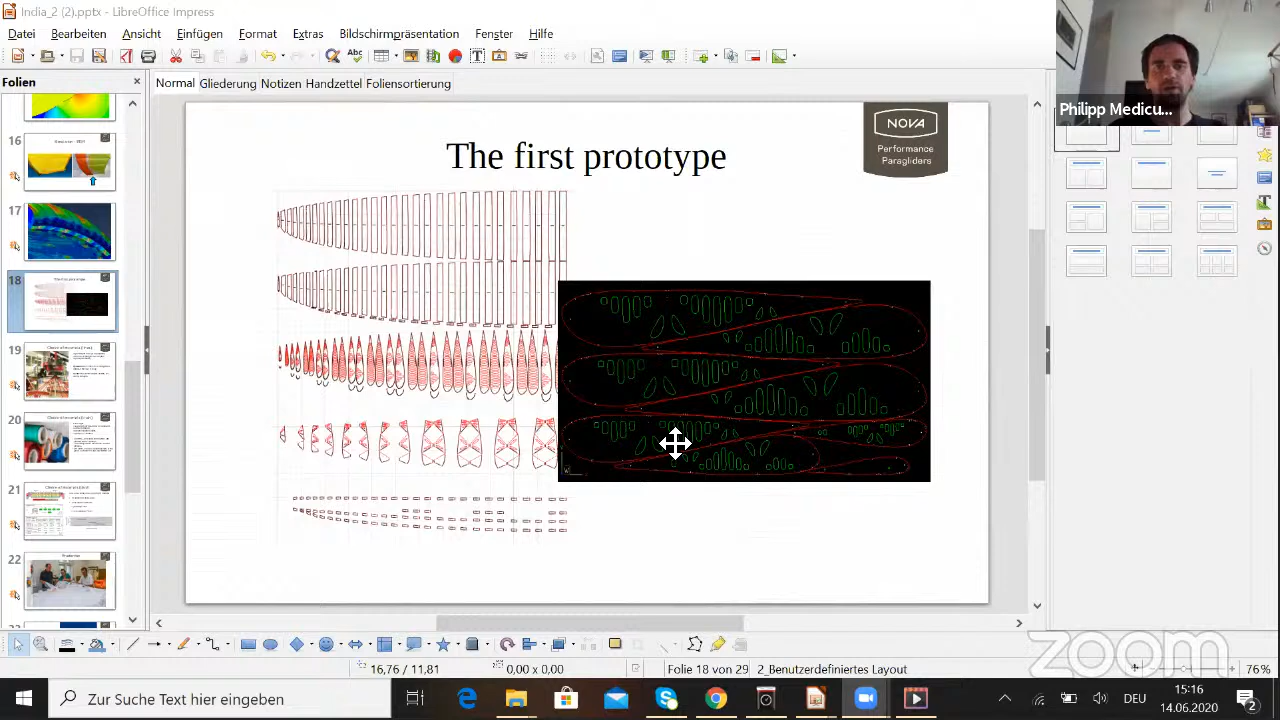 India_2 (2).pptx - LibreOffice Impress
Datei Bearbeiten Ansicht Einfügen Format Extras Bildschirmpräsentation Fenster Hilfe
Folien
Normal Gliederung Notizen Handzettel Foliensortierung
Philipp Medicu...
NOVA
Performance
Paragliders
The first prototype
16
17
18
19
20
21
22
zoom
16,76 / 11,81
0,00 x 0,00
Folie 18 von 29
2_Benutzerdefiniertes Layout
76%
Zur Suche Text hier eingeben
DEU
15:16
14.06.2020
2